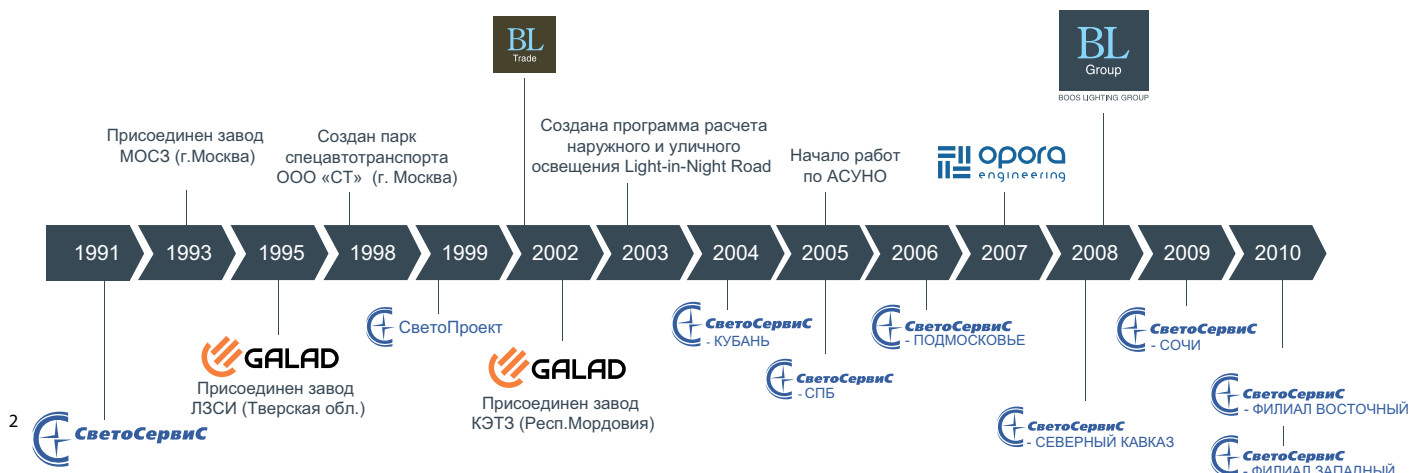 BL
Trade
BL
Group
BOOS LIGHTING GROUP
Присоединен завод
МОСЗ (г.Москва)
Создан парк
спецавтотранспорта
ООО «СТ» (г. Москва)
Создана программа расчета
наружного и уличного
освещения Light-in-Night Road
Начало работ
по АСУНО
opora
engineering
1991
1993
1995
1998
1999
2002
2003
2004
2005
2006
2007
2008
2009
2010
СветоПроект
СветоСервиС
- КУБАНЬ
СветоСервиС
- ПОДМОСКОВЬЕ
СветоСервиС
- СОЧИ
GALAD
Присоединен завод
ЛЗСИ (Тверская обл.)
GALAD
Присоединен завод
КЭТЗ (Респ.Мордовия)
СветоСервиС
- СПБ
СветоСервиС
- ФИЛИАЛ ВОСТОЧНЫЙ
2
СветоСервиС
СветоСервиС
- СЕВЕРНЫЙ КАВКАЗ
СветоСервиС
- ФИЛИАЛ ЗАПАДНЫЙ